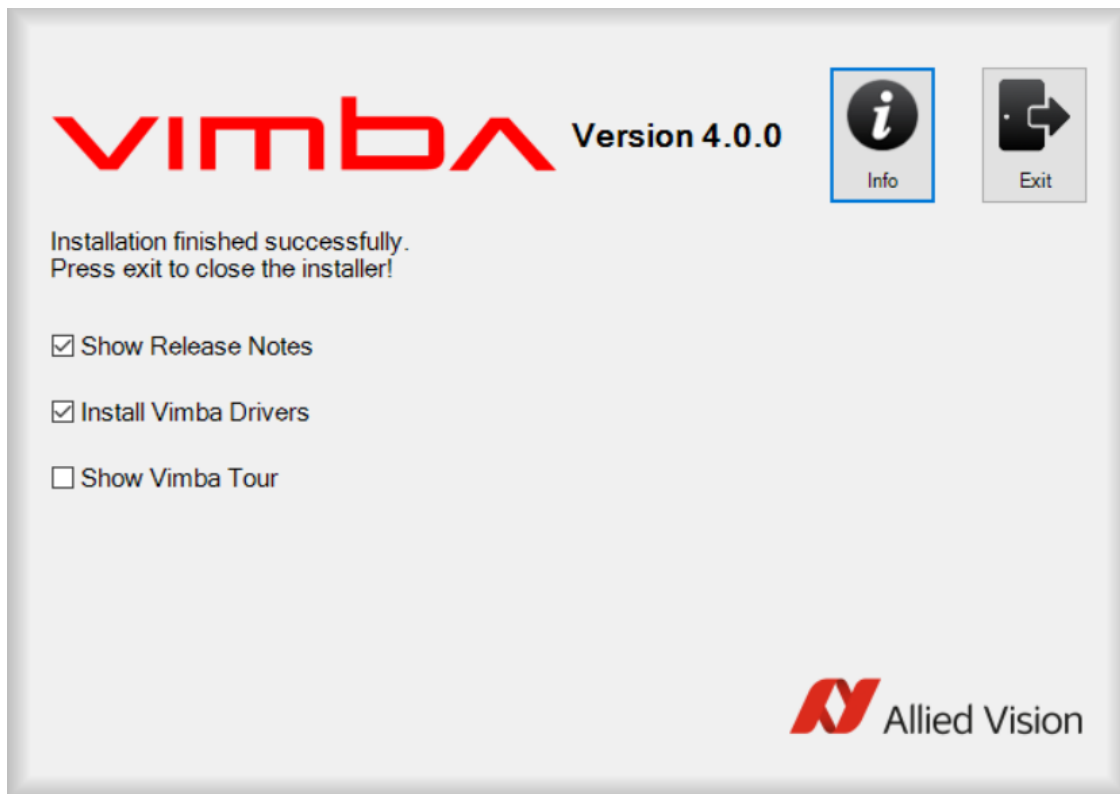 vimba Version 4.0.0
Info
Exit
Installation finished successfully.
Press exit to close the installer!
Show Release Notes
Install Vimba Drivers
Show Vimba Tour
Allied Vision